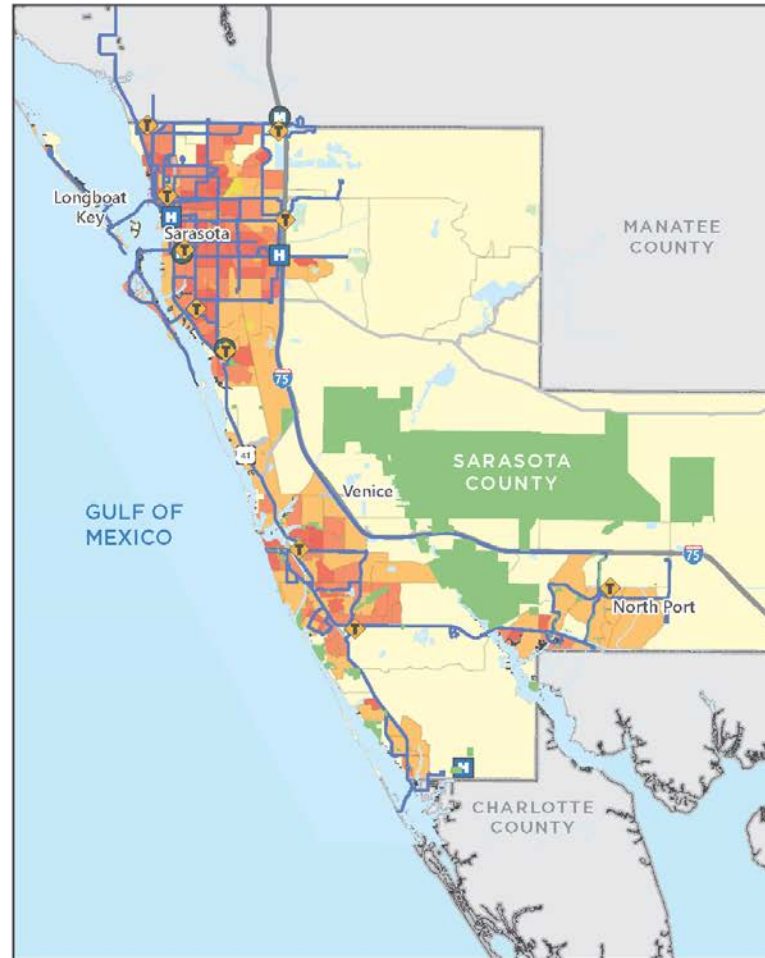 H
T
T
Longboat
Key
H
T
Sarasota
T
H
MANATEE
COUNTY
T
T
75
41
SARASOTA
COUNTY
Venice
GULF OF
MEXICO
T
75
T
North Port
T
H
CHARLOTTE
COUNTY